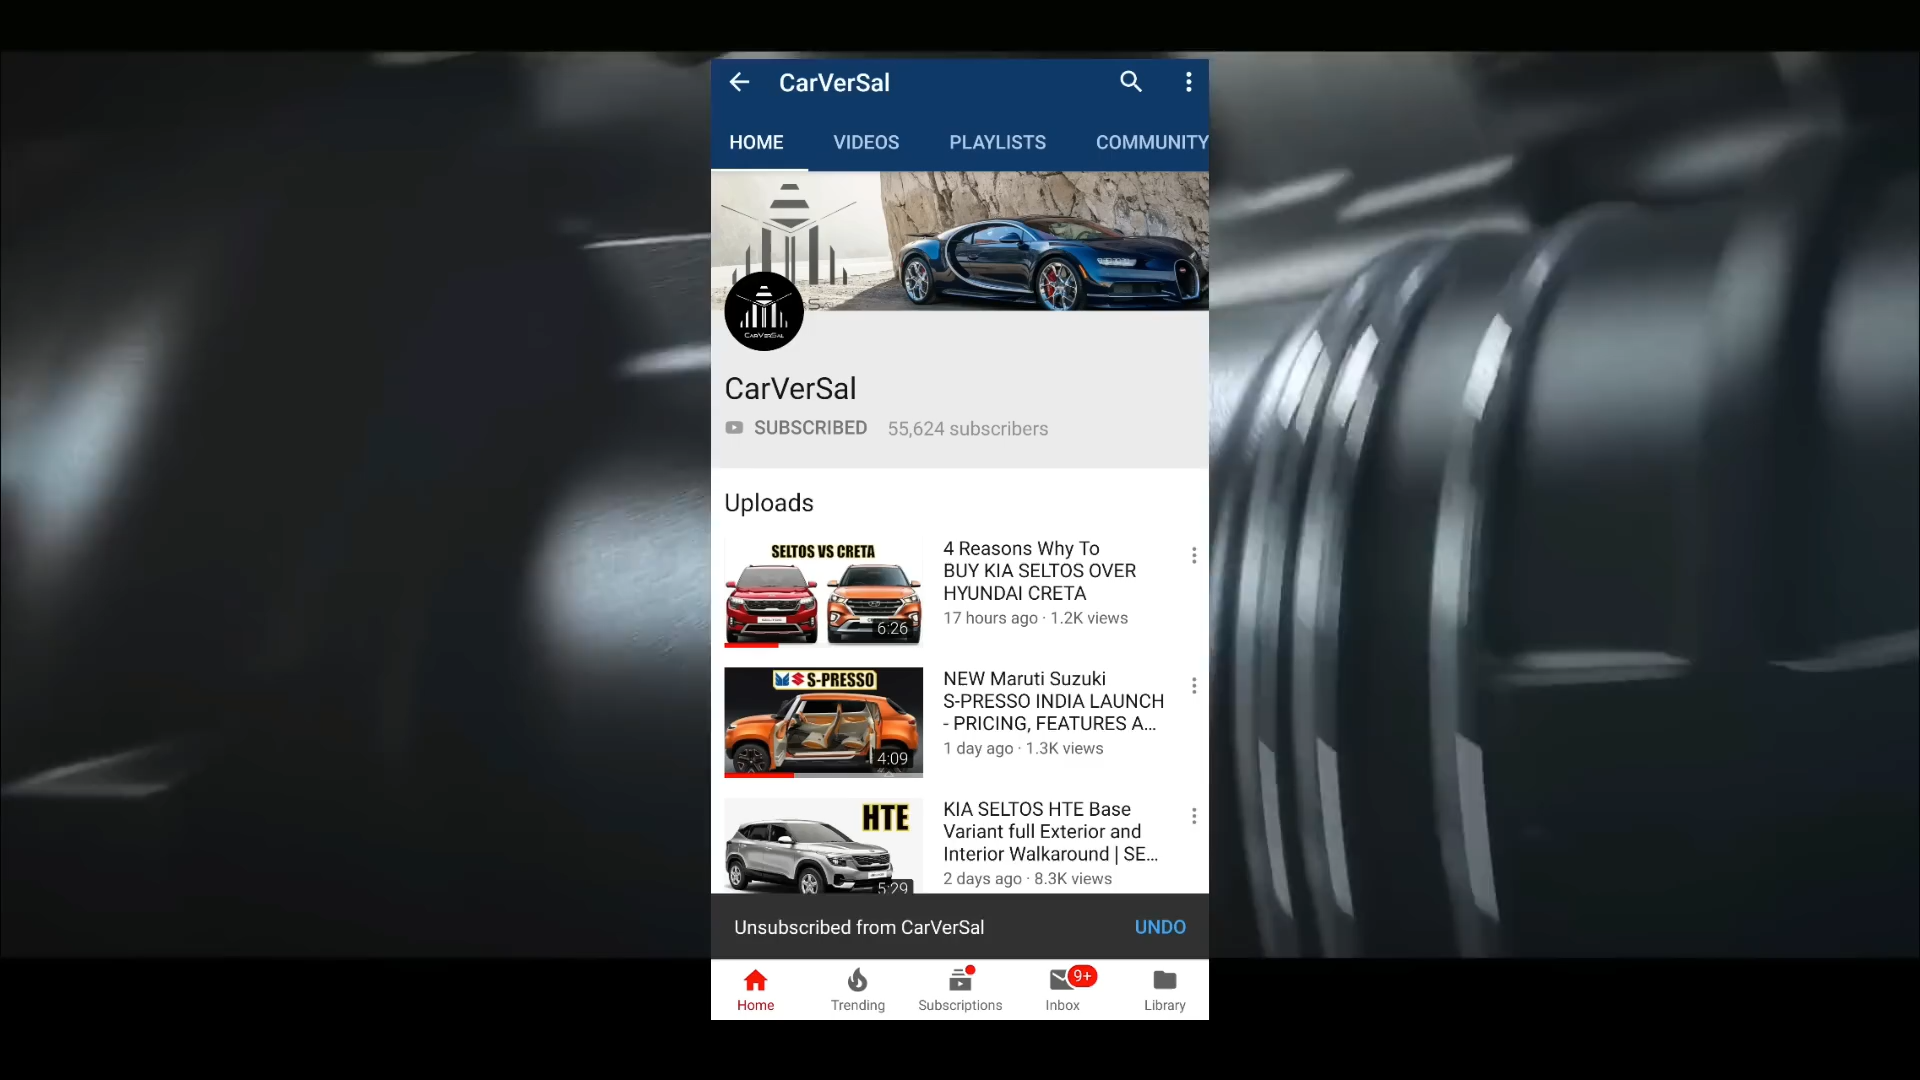 CarVerSal
HOME VIDEOS PLAYLISTS COMMUNITY
CarVerSal
CarVerSal
SUBSCRIBED 55,624 subscribers
Uploads
SELTOS VS CRETA
6:26
4 Reasons Why To
BUY KIA SELTOS OVER
HYUNDAI CRETA
17 hours ago · 1.2K views
S-PRESSO
4:09
NEW Maruti Suzuki
S-PRESSO INDIA LAUNCH
- PRICING, FEATURES A...
1 day ago · 1.3K views
HTE
5:29
KIA SELTOS HTE Base
Variant full Exterior and
Interior Walkaround | SE...
2 days ago · 8.3K views
Unsubscribed from CarVerSal UNDO
9+
Home Trending Subscriptions Inbox Library